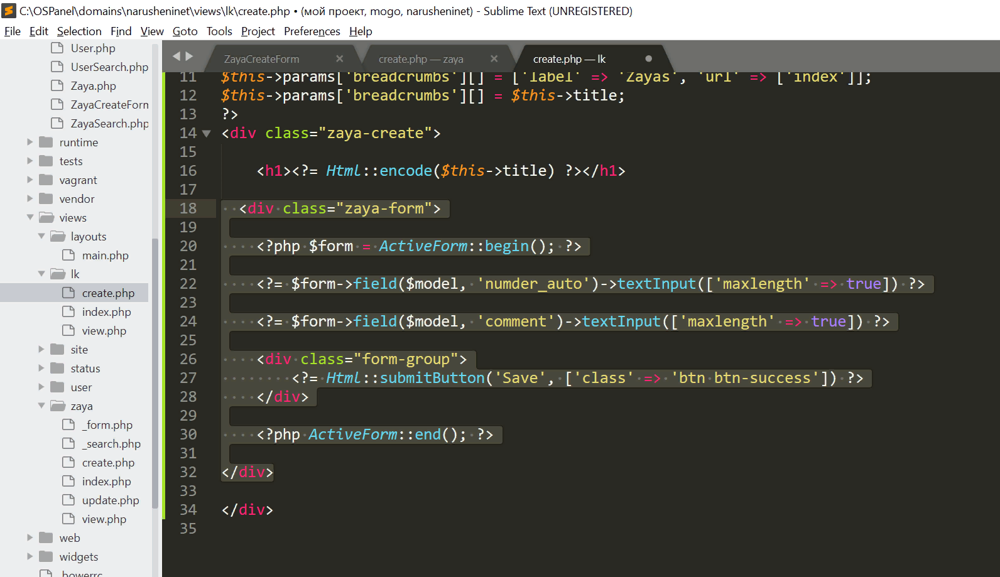 C:\OSPanel\domains\narusheninet\views\lk\create.php • (мой проект, mogo, narusheninet) - Sublime Text (UNREGISTERED)
File Edit Selection Find View Goto Tools Project Preferences Help
User.php
UserSearch.php
Zaya.php
ZayaCreateForm
ZayaSearch.php
runtime
tests
vagrant
vendor
views
layouts
main.php
lk
create.php
index.php
view.php
site
status
user
zaya
_form.php
_search.php
create.php
index.php
update.php
view.php
web
widgets
.bowerrc
ZayaCreateForm × create.php — zaya × create.php — lk
11 $this->params['breadcrumbs'][] = ['label' => 'Zayas', 'url' => ['index']];
12 $this->params['breadcrumbs'][] = $this->title;
13 ?>
14 <div class="zaya-create">
15
16 <h1><?= Html::encode($this->title) ?></h1>
17
18 <div class="zaya-form">
19
20 <?php $form = ActiveForm::begin(); ?>
21
22 <?= $form->field($model, 'numder_auto')->textInput(['maxlength' => true]) ?>
23
24 <?= $form->field($model, 'comment')->textInput(['maxlength' => true]) ?>
25
26 <div class="form-group">
27 <?= Html::submitButton('Save', ['class' => 'btn btn-success']) ?>
28 </div>
29
30 <?php ActiveForm::end(); ?>
31
32 </div>
33
34 </div>
35